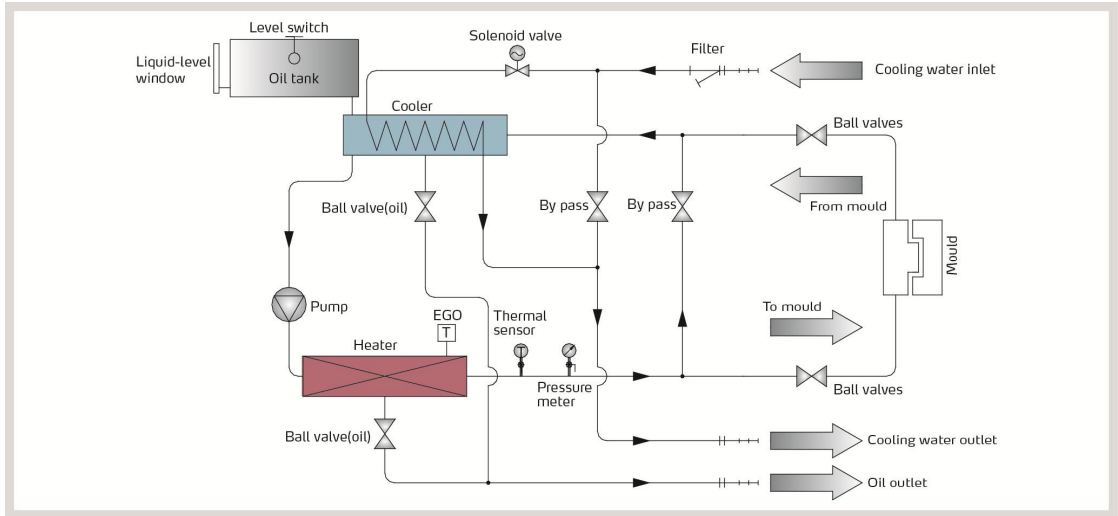 Level switch
Liquid-level
window
Oil tank
Solenoid valve
Filter
Cooling water inlet
Cooler
Ball valves
Ball valve(oil)
By pass
By pass
From mould
Mould
Pump
EGO
T
Thermal
sensor
T
To mould
Heater
Pressure
meter
Ball valves
Ball valve(oil)
Cooling water outlet
Oil outlet